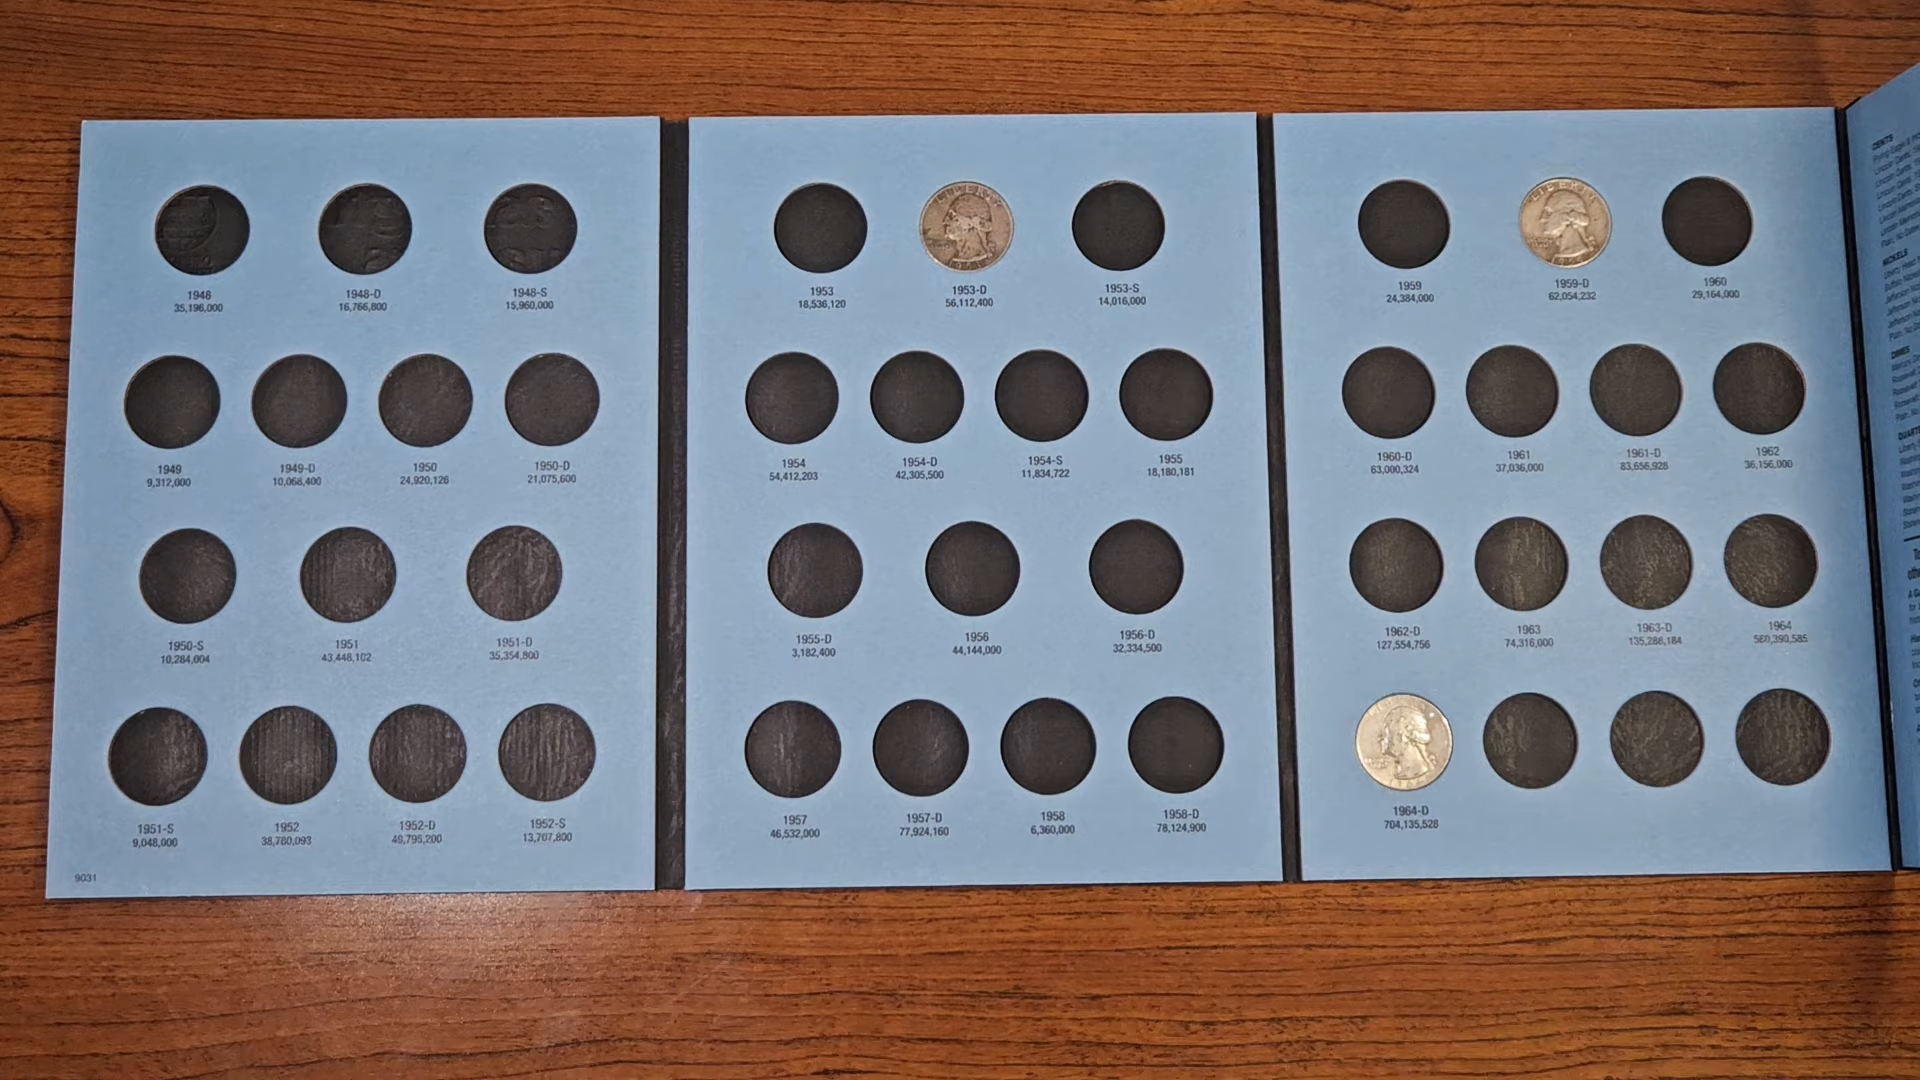 1948
35,196,000
1948-D
16,766,800
1948-S
15,960,000
1949
9,312,000
1949-D
10,068,400
1950
24,920,126
1950-D
21,075,600
1950-S
10,284,004
1951
43,448,102
1951-D
35,354,800
1951-S
9,048,000
1952
38,780,093
1952-D
49,795,200
1952-S
13,707,800
9031
1953
18,536,120
LIBERTY
1953-D
56,112,400
1953-S
14,016,000
1954
54,412,203
1954-D
42,305,500
1954-S
11,834,722
1955
18,180,181
1955-D
3,182,400
1956
44,144,000
1956-D
32,334,500
1957
46,532,000
1957-D
77,924,160
1958
6,360,000
1958-D
78,124,900
1959
24,384,000
LIBERTY
1959-D
62,054,232
1960
29,164,000
1960-D
63,000,324
1961
37,036,000
1961-D
83,656,928
1962
36,156,000
1962-D
127,554,756
1963
74,316,000
1963-D
135,288,184
1964
560,390,585
1964-D
704,135,528
CENTS
NICKELS
DIMES